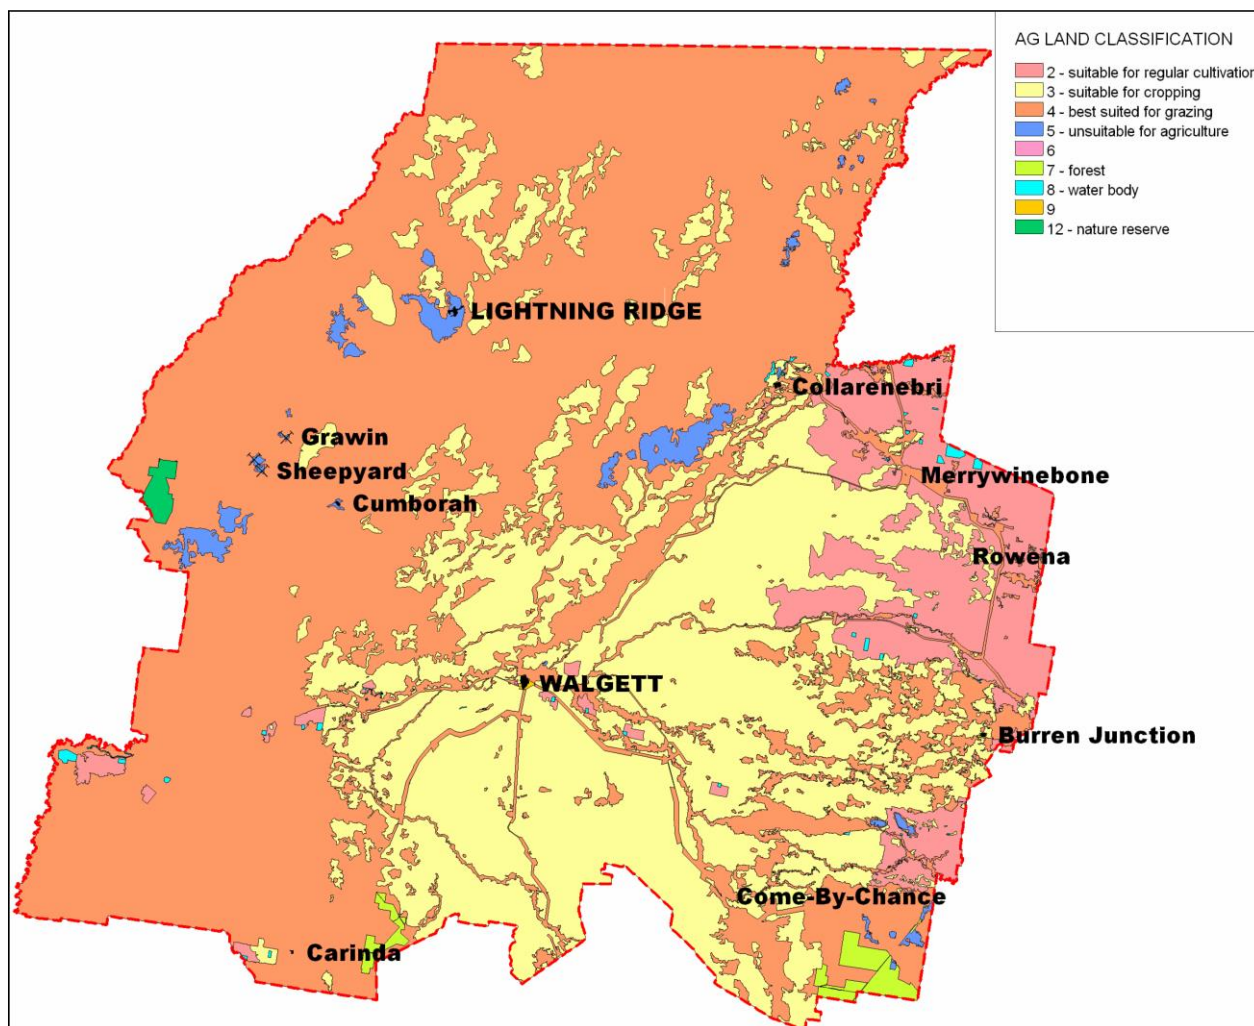 AG LAND CLASSIFICATION
2 - suitable for regular cultivation
3 - suitable for cropping
4 - best suited for grazing
5 - unsuitable for agriculture
6
7 - forest
8 - water body
9
12 - nature reserve
LIGHTNING RIDGE
Collarenebri
Grawin
Sheepyard
Merrywinebone
Cumborah
Rowena
WALGETT
Burren Junction
Come-By-Chance
Carinda